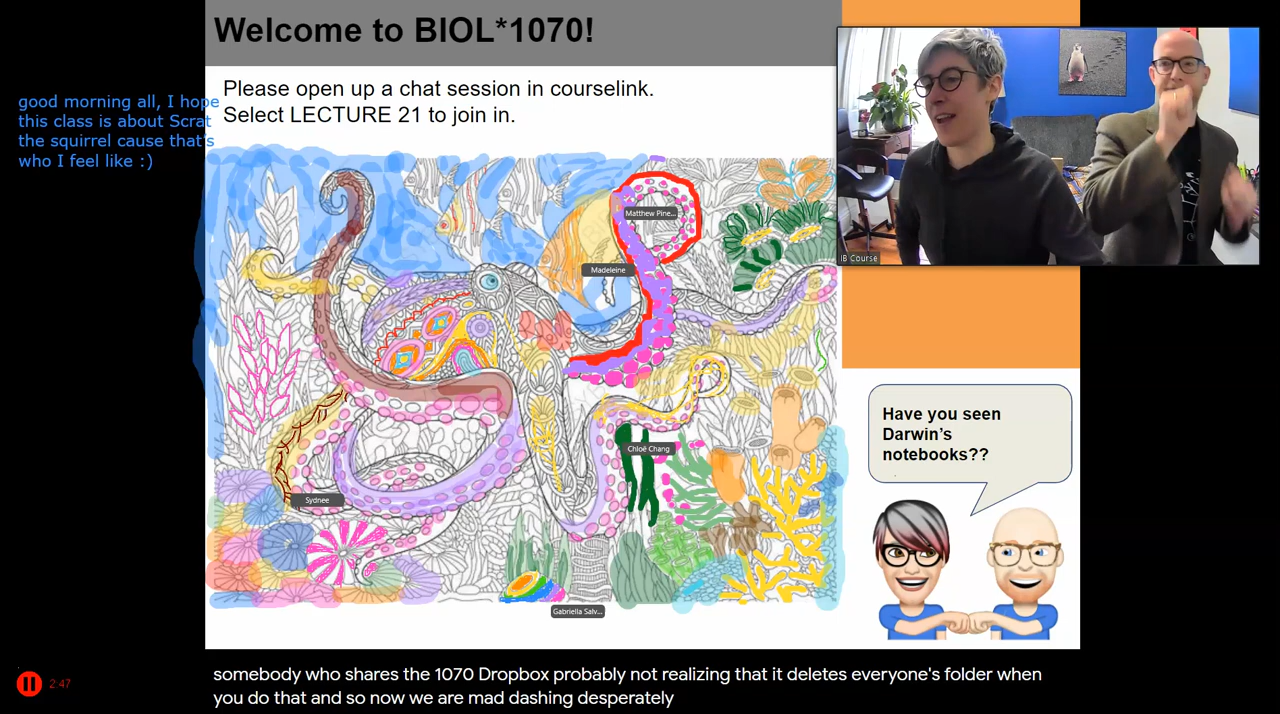 Welcome to BIOL*1070!
Please open up a chat session in courselink.
Select LECTURE 21 to join in.
good morning all, I hope
this class is about Scrat
the squirrel cause that's
who I feel like :)
IB Course
Matthew Pine...
Madeleine
Chloë Chang
Sydnee
Gabriella Salv...
Have you seen
Darwin's
notebooks??
2:47
somebody who shares the 1070 Dropbox probably not realizing that it deletes everyone's folder when
you do that and so now we are mad dashing desperately